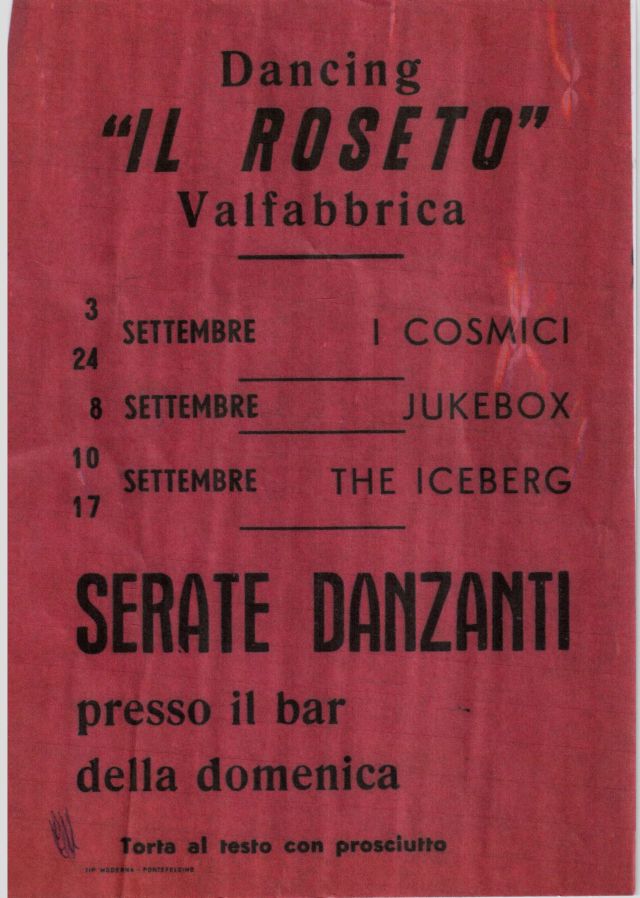 Dancing
"IL ROSETO"
Valfabbrica
3
24
SETTEMBRE I COSMICI
8 SETTEMBRE JUKEBOX
10
17
SETTEMBRE THE ICEBERG
SERATE DANZANTI
presso il bar
della domenica
Torta al testo con prosciutto
TIP MODERNA - PONTEFELCINO